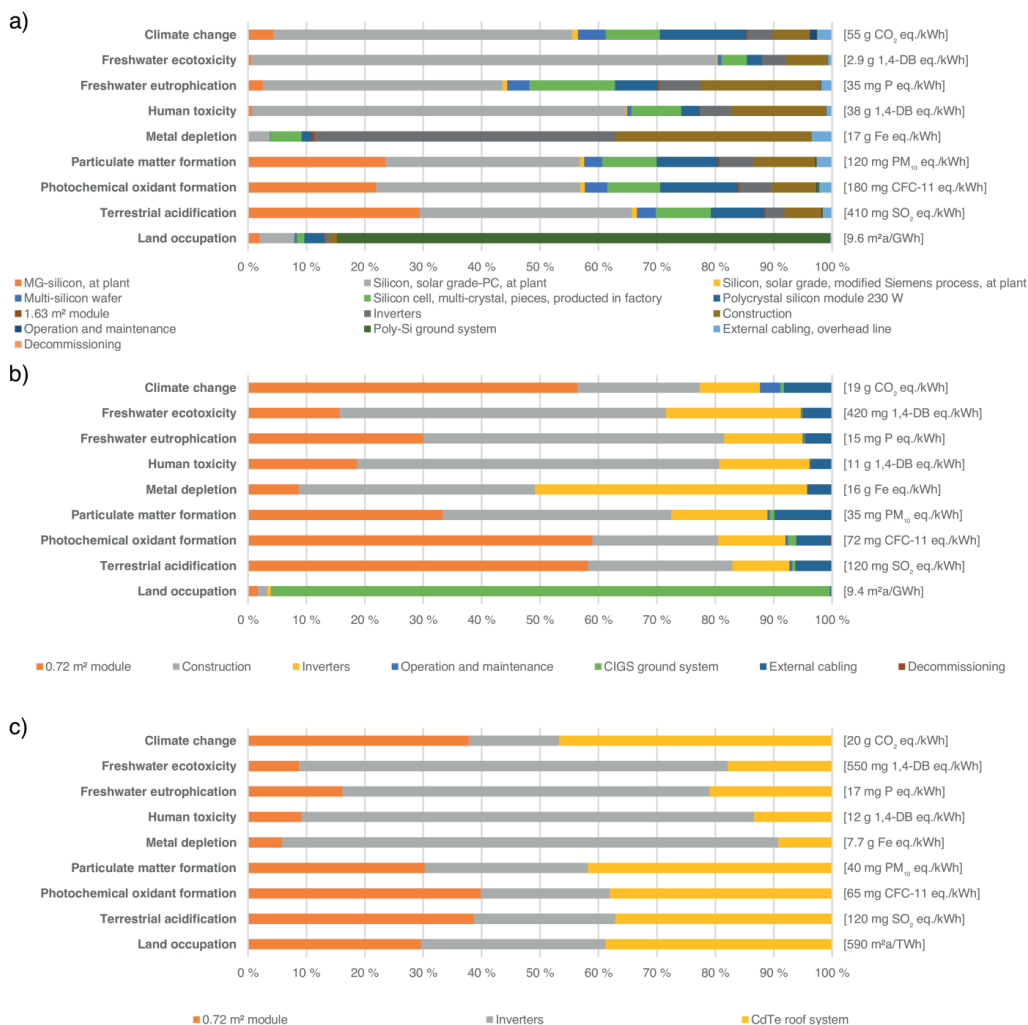 a)
Climate change [55 g CO₂ eq./kWh]
Freshwater ecotoxicity [2.9 g 1,4-DB eq./kWh]
Freshwater eutrophication [35 mg P eq./kWh]
Human toxicity [38 g 1,4-DB eq./kWh]
Metal depletion [17 g Fe eq./kWh]
Particulate matter formation [120 mg PM₁₀ eq./kWh]
Photochemical oxidant formation [180 mg CFC-11 eq./kWh]
Terrestrial acidification [410 mg SO₂ eq./kWh]
Land occupation [9.6 m²a/GWh]
0 % 10 % 20 % 30 % 40 % 50 % 60 % 70 % 80 % 90 % 100 %
MG-silicon, at plant Silicon, solar grade-PC, at plant Silicon, solar grade, modified Siemens process, at plant
Multi-silicon wafer Silicon cell, multi-crystal, pieces, producted in factory Polycrystal silicon module 230 W
1.63 m² module Inverters Construction
Operation and maintenance Poly-Si ground system External cabling, overhead line
Decommissioning
b)
Climate change [19 g CO₂ eq./kWh]
Freshwater ecotoxicity [420 mg 1,4-DB eq./kWh]
Freshwater eutrophication [15 mg P eq./kWh]
Human toxicity [11 g 1,4-DB eq./kWh]
Metal depletion [16 g Fe eq./kWh]
Particulate matter formation [35 mg PM₁₀ eq./kWh]
Photochemical oxidant formation [72 mg CFC-11 eq./kWh]
Terrestrial acidification [120 mg SO₂ eq./kWh]
Land occupation [9.4 m²a/GWh]
0 % 10 % 20 % 30 % 40 % 50 % 60 % 70 % 80 % 90 % 100 %
0.72 m² module Construction Inverters Operation and maintenance CIGS ground system External cabling Decommissioning
c)
Climate change [20 g CO₂ eq./kWh]
Freshwater ecotoxicity [550 mg 1,4-DB eq./kWh]
Freshwater eutrophication [17 mg P eq./kWh]
Human toxicity [12 g 1,4-DB eq./kWh]
Metal depletion [7.7 g Fe eq./kWh]
Particulate matter formation [40 mg PM₁₀ eq./kWh]
Photochemical oxidant formation [65 mg CFC-11 eq./kWh]
Terrestrial acidification [120 mg SO₂ eq./kWh]
Land occupation [590 m²a/TWh]
0 % 10 % 20 % 30 % 40 % 50 % 60 % 70 % 80 % 90 % 100 %
0.72 m² module Inverters CdTe roof system